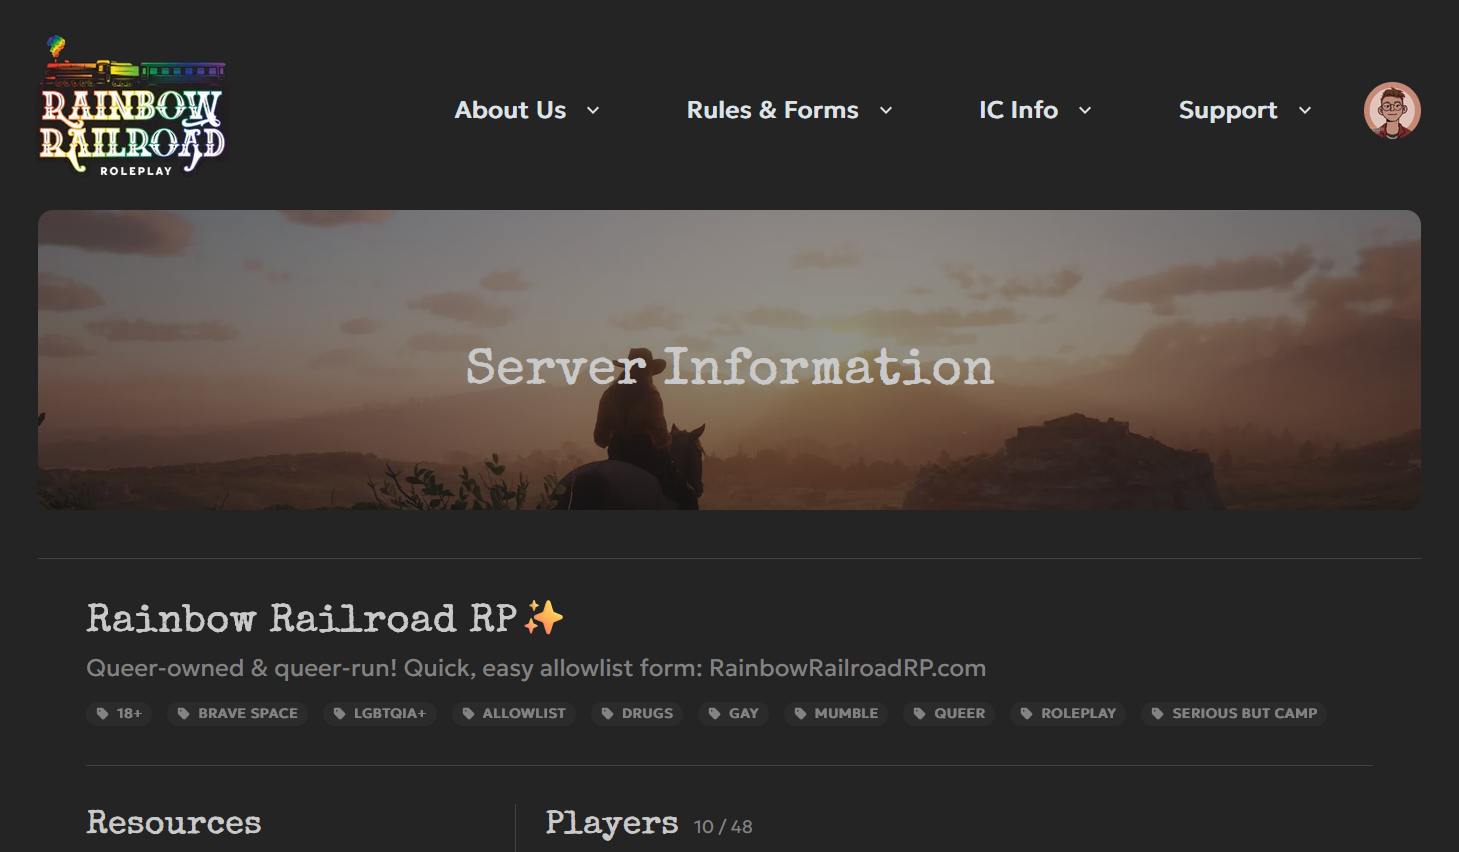 RAINBOW
RAILROAD
ROLEPLAY
About Us
Rules & Forms
IC Info
Support
Server Information
Rainbow Railroad RP✨
Queer-owned & queer-run! Quick, easy allowlist form: RainbowRailroadRP.com
18+
BRAVE SPACE
LGBTQIA+
ALLOWLIST
DRUGS
GAY
MUMBLE
QUEER
ROLEPLAY
SERIOUS BUT CAMP
Resources
Players 10 / 48